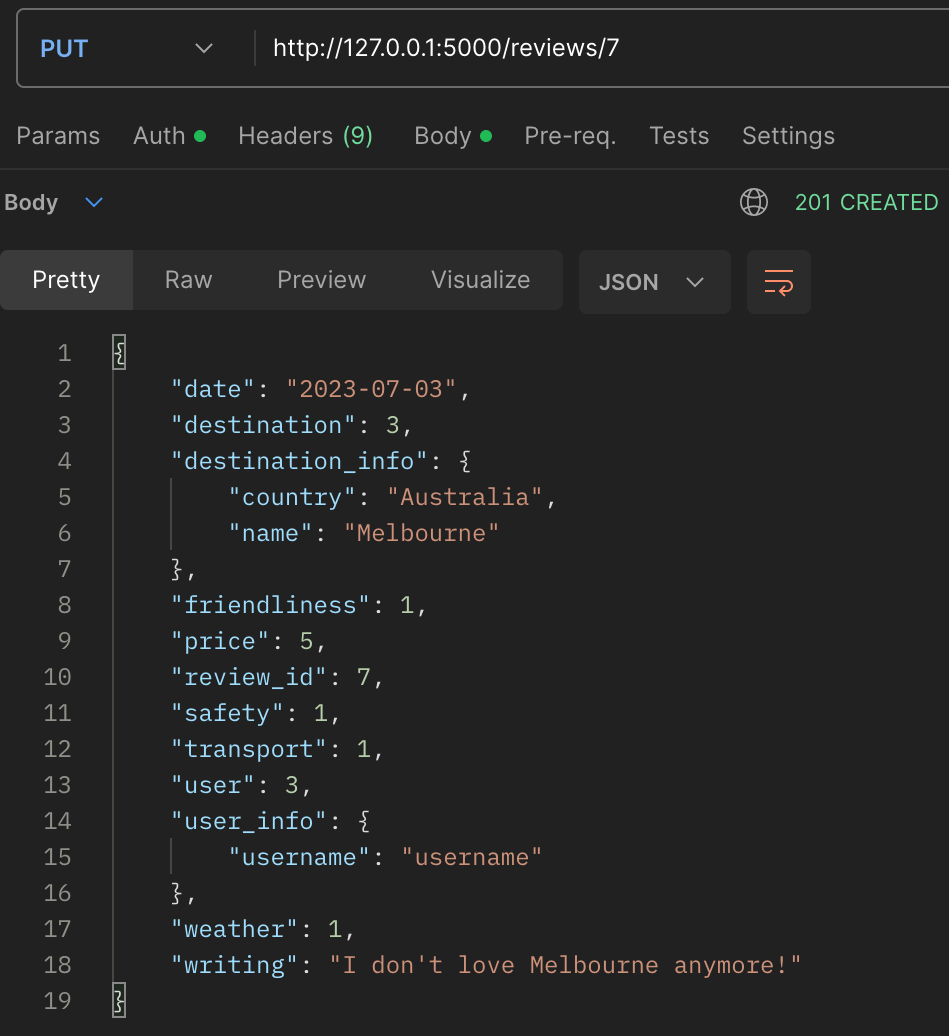 PUT http://127.0.0.1:5000/reviews/7
Params Auth Headers (9) Body Pre-req. Tests Settings
Body 201 CREATED
Pretty Raw Preview Visualize JSON
1 {
2 "date": "2023-07-03",
3 "destination": 3,
4 "destination_info": {
5 "country": "Australia",
6 "name": "Melbourne"
7 },
8 "friendliness": 1,
9 "price": 5,
10 "review_id": 7,
11 "safety": 1,
12 "transport": 1,
13 "user": 3,
14 "user_info": {
15 "username": "username"
16 },
17 "weather": 1,
18 "writing": "I don't love Melbourne anymore!"
19 }